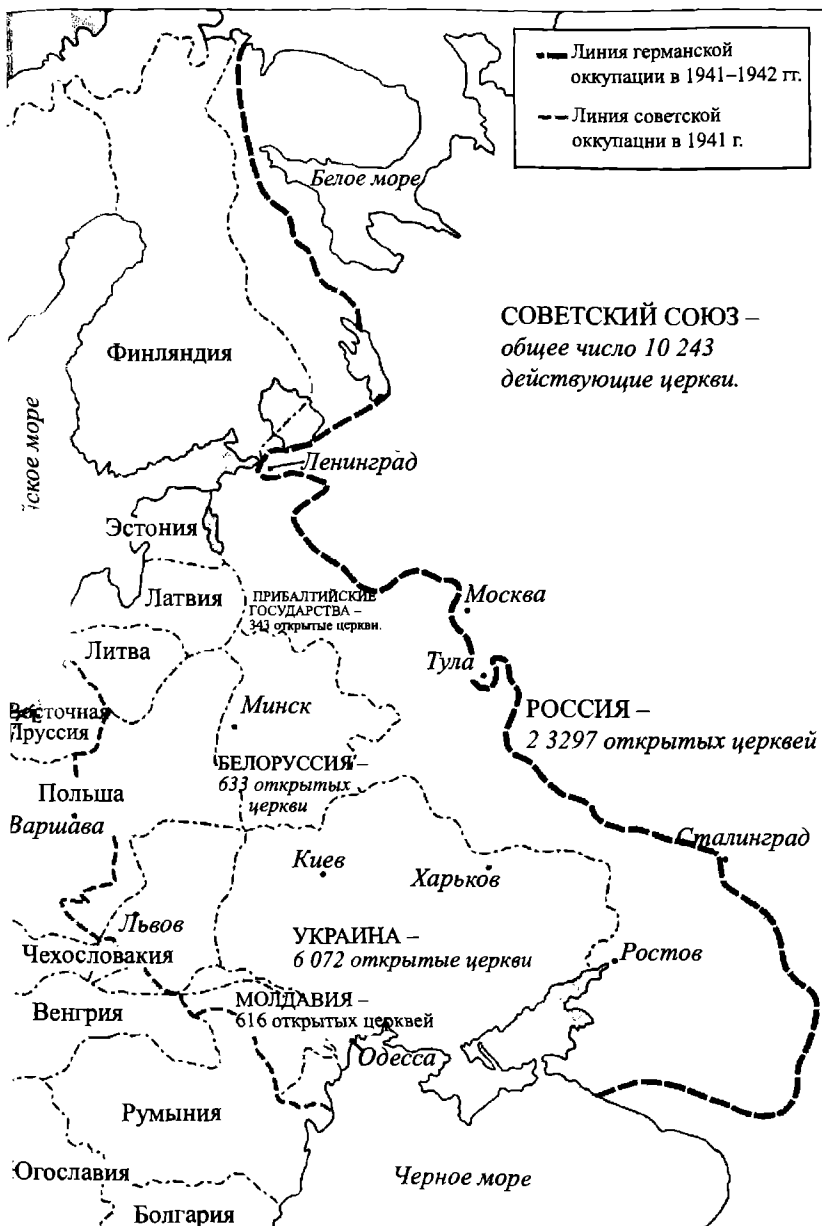 Линия германской
оккупации в 1941–1942 гг.
Линия советской
оккупации в 1941 г.
Белое море
СОВЕТСКИЙ СОЮЗ –
общее число 10 243
действующие церкви.
Финляндия
йское море
Ленинград
Эстония
Латвия
ПРИБАЛТИЙСКИЕ
ГОСУДАРСТВА –
343 открытые церкви.
Москва
Литва
Тула
Минск
Восточная
Пруссия
РОССИЯ –
2 3297 открытых церквей
БЕЛОРУССИЯ –
633 открытых
церкви
Польша
Варшава
Сталинград
Киев
Харьков
Львов
УКРАИНА –
6 072 открытые церкви
Ростов
Чехословакия
Венгрия
МОЛДАВИЯ –
616 открытых церквей
Одесса
Румыния
Югославия
Черное море
Болгария